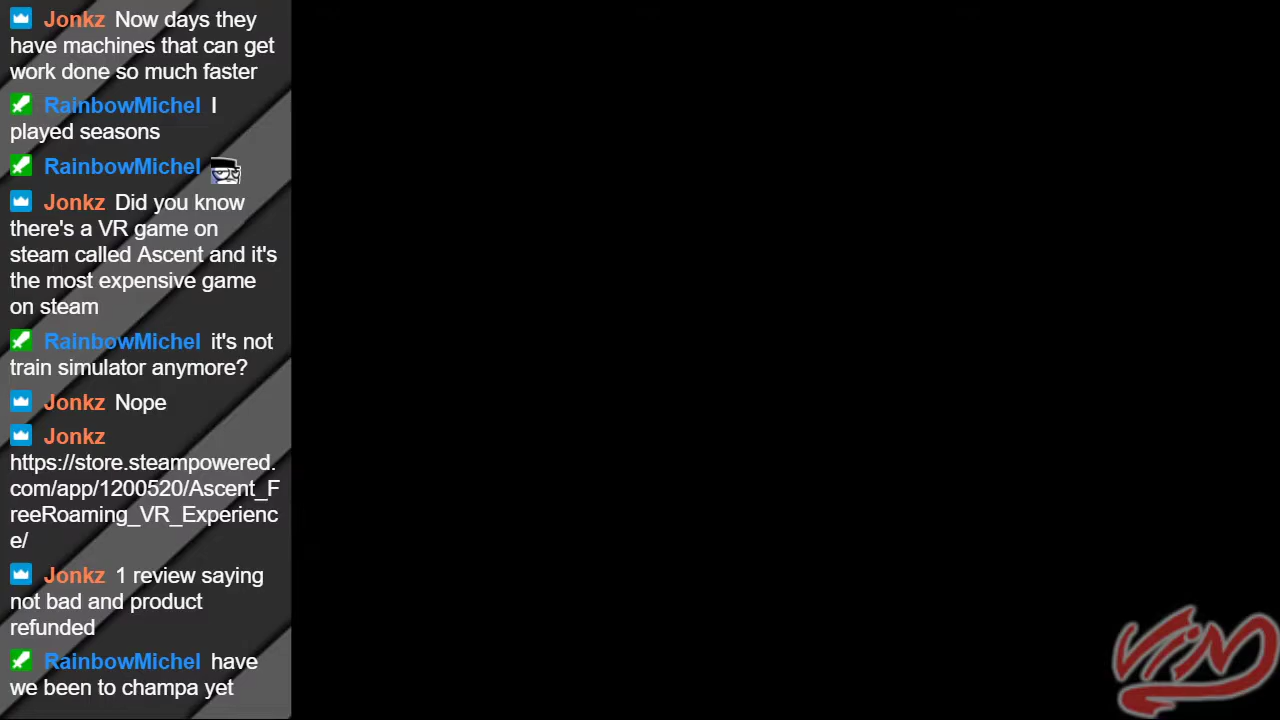 Jonkz Now days they
have machines that can get
work done so much faster
RainbowMichel I
played seasons
RainbowMichel
Jonkz Did you know
there's a VR game on
steam called Ascent and it's
the most expensive game
on steam
RainbowMichel it's not
train simulator anymore?
Jonkz Nope
Jonkz
https://store.steampowered.
com/app/1200520/Ascent_F
reeRoaming_VR_Experienc
e/
Jonkz 1 review saying
not bad and product
refunded
RainbowMichel have
we been to champa yet